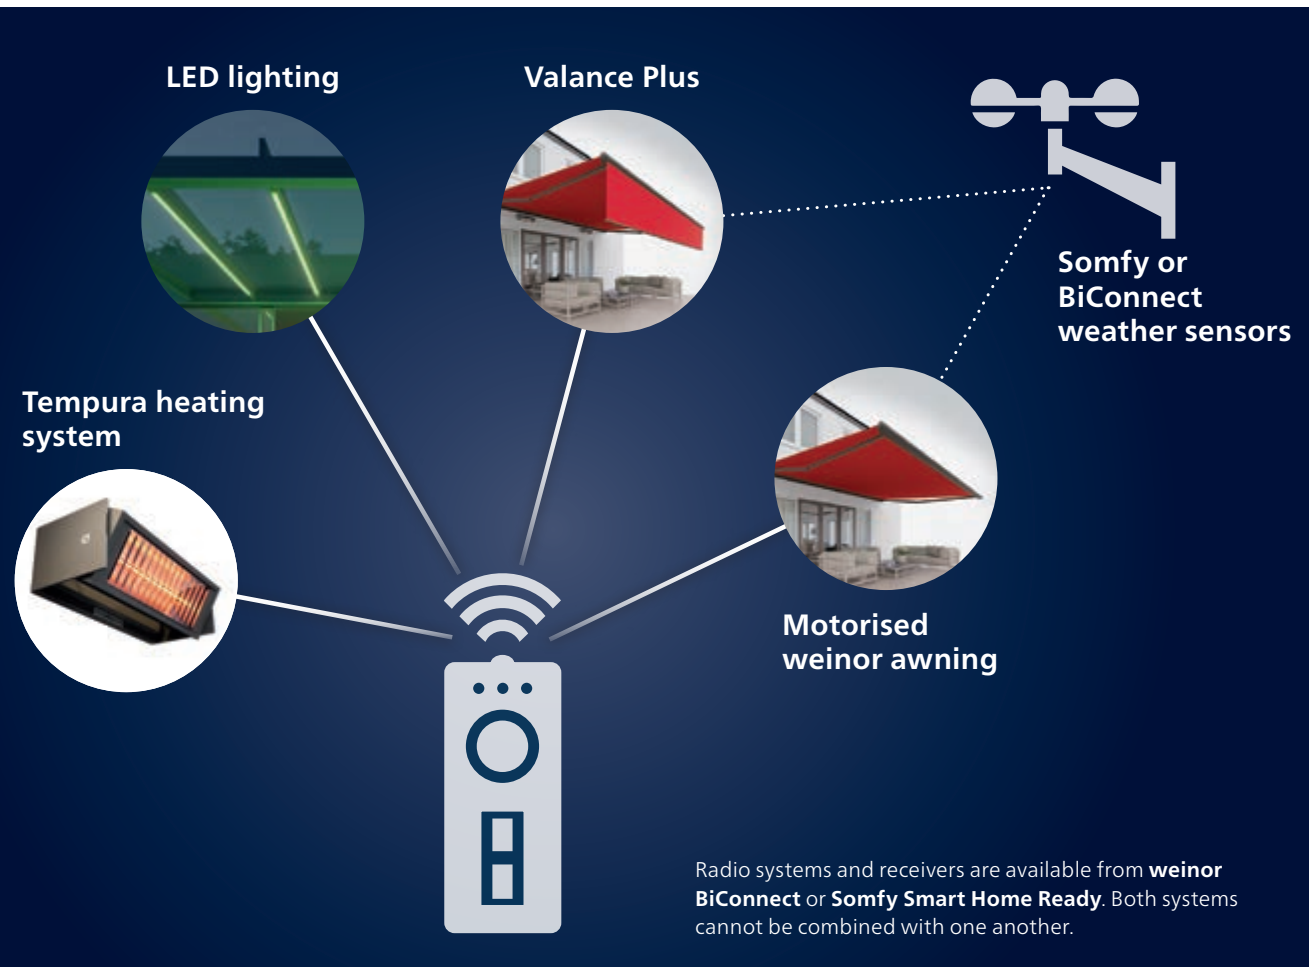 LED lighting
Valance Plus
Somfy or
BiConnect
weather sensors
Tempura heating
system
Motorised
weinor awning
Radio systems and receivers are available from weinor
BiConnect or Somfy Smart Home Ready. Both systems
cannot be combined with one another.